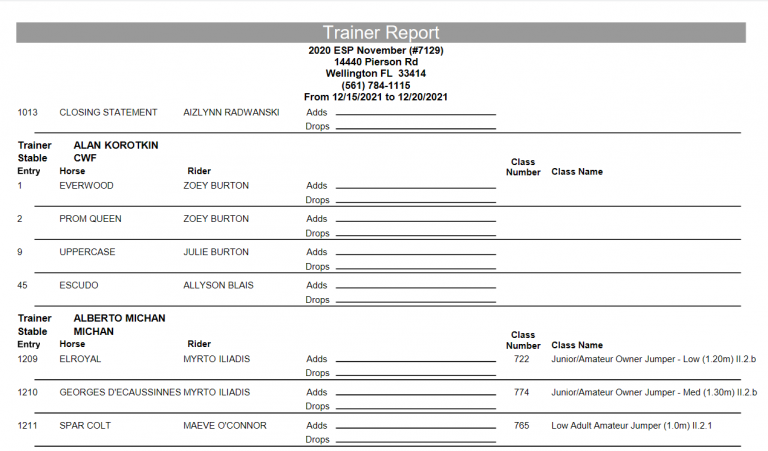 Trainer Report
2020 ESP November (#7129)
14440 Pierson Rd
Wellington FL 33414
(561) 784-1115
From 12/15/2021 to 12/20/2021
1013 CLOSING STATEMENT AIZLYNN RADWANSKI Adds
Drops
Trainer ALAN KOROTKIN
Stable CWF
Entry Horse Rider Class Number Class Name
1 EVERWOOD ZOEY BURTON Adds
Drops
2 PROM QUEEN ZOEY BURTON Adds
Drops
9 UPPERCASE JULIE BURTON Adds
Drops
45 ESCUDO ALLYSON BLAIS Adds
Drops
Trainer ALBERTO MICHAN
Stable MICHAN
Entry Horse Rider Class Number Class Name
1209 ELROYAL MYRTO ILIADIS Adds 722 Junior/Amateur Owner Jumper - Low (1.20m) II.2.b
Drops
1210 GEORGES D'ECAUSSINNES MYRTO ILIADIS Adds 774 Junior/Amateur Owner Jumper - Med (1.30m) II.2.b
Drops
1211 SPAR COLT MAEVE O'CONNOR Adds 765 Low Adult Amateur Jumper (1.0m) II.2.1
Drops